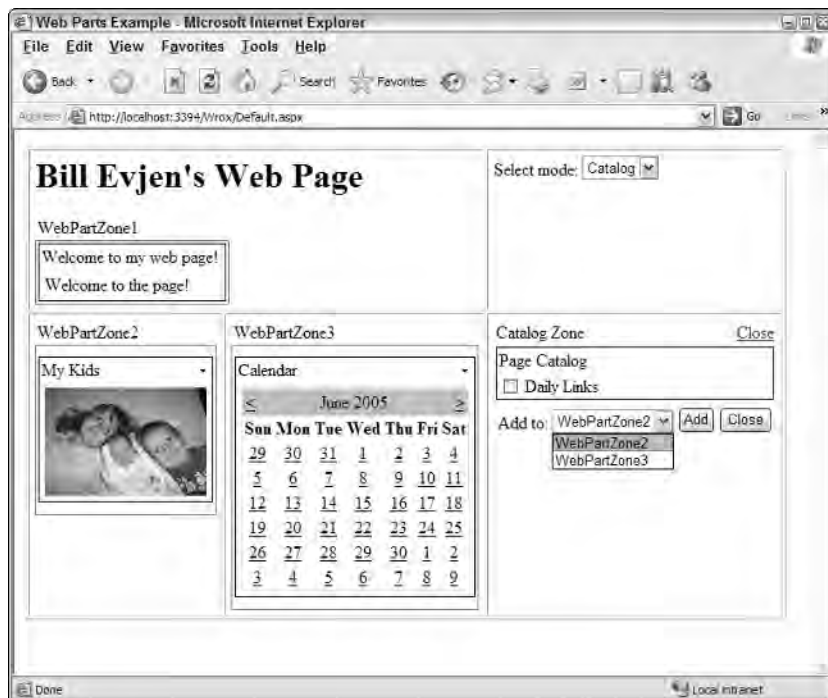 Web Parts Example - Microsoft Internet Explorer
File Edit View Favorites Tools Help
Back Search Favorites
Address http://localhost:3394/Wrox/Default.aspx Go Links »
Bill Evjen's Web Page
Select mode: Catalog
WebPartZone1
Welcome to my web page!
Welcome to the page!
WebPartZone2
My Kids
WebPartZone3
Calendar
< June 2005 >
Sun Mon Tue Wed Thu Fri Sat
29 30 31 1 2 3 4
5 6 7 8 9 10 11
12 13 14 15 16 17 18
19 20 21 22 23 24 25
26 27 28 29 30 1 2
3 4 5 6 7 8 9
Catalog Zone Close
Page Catalog
Daily Links
Add to: WebPartZone2 Add Close
WebPartZone2
WebPartZone3
Done Local intranet